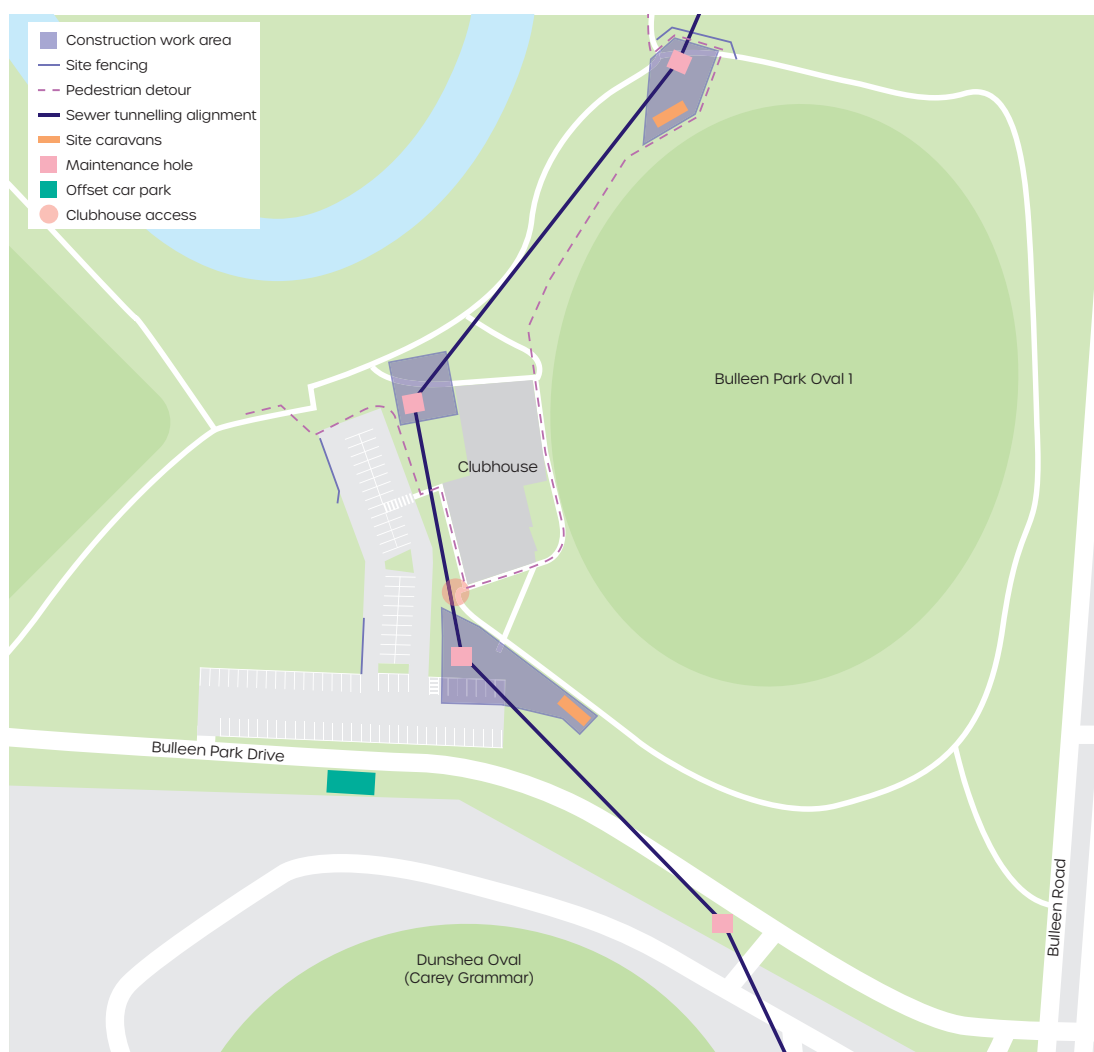 Construction work area
Site fencing
Pedestrian detour
Sewer tunnelling alignment
Site caravans
Maintenance hole
Offset car park
Clubhouse access
Bulleen Park Oval 1
Clubhouse
Bulleen Park Drive
Bulleen Road
Dunshea Oval
(Carey Grammar)